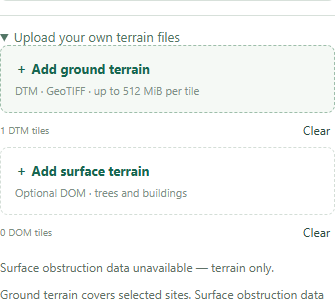 ▼ Upload your own terrain files
+ Add ground terrain
DTM · GeoTIFF · up to 512 MiB per tile
1 DTM tiles
Clear
+ Add surface terrain
Optional DOM · trees and buildings
0 DOM tiles
Clear
Surface obstruction data unavailable — terrain only.
Ground terrain covers selected sites. Surface obstruction data